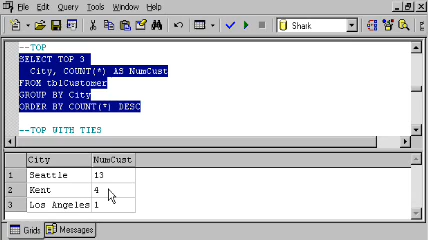 File Edit Query Tools Window Help
Shark
--TOP
SELECT TOP 3
City, COUNT(*) AS NumCust
FROM tblCustomer
GROUP BY City
ORDER BY COUNT(*) DESC
--TOP WITH TIES
City NumCust
1 Seattle 13
2 Kent 4
3 Los Angeles 1
Grids Messages